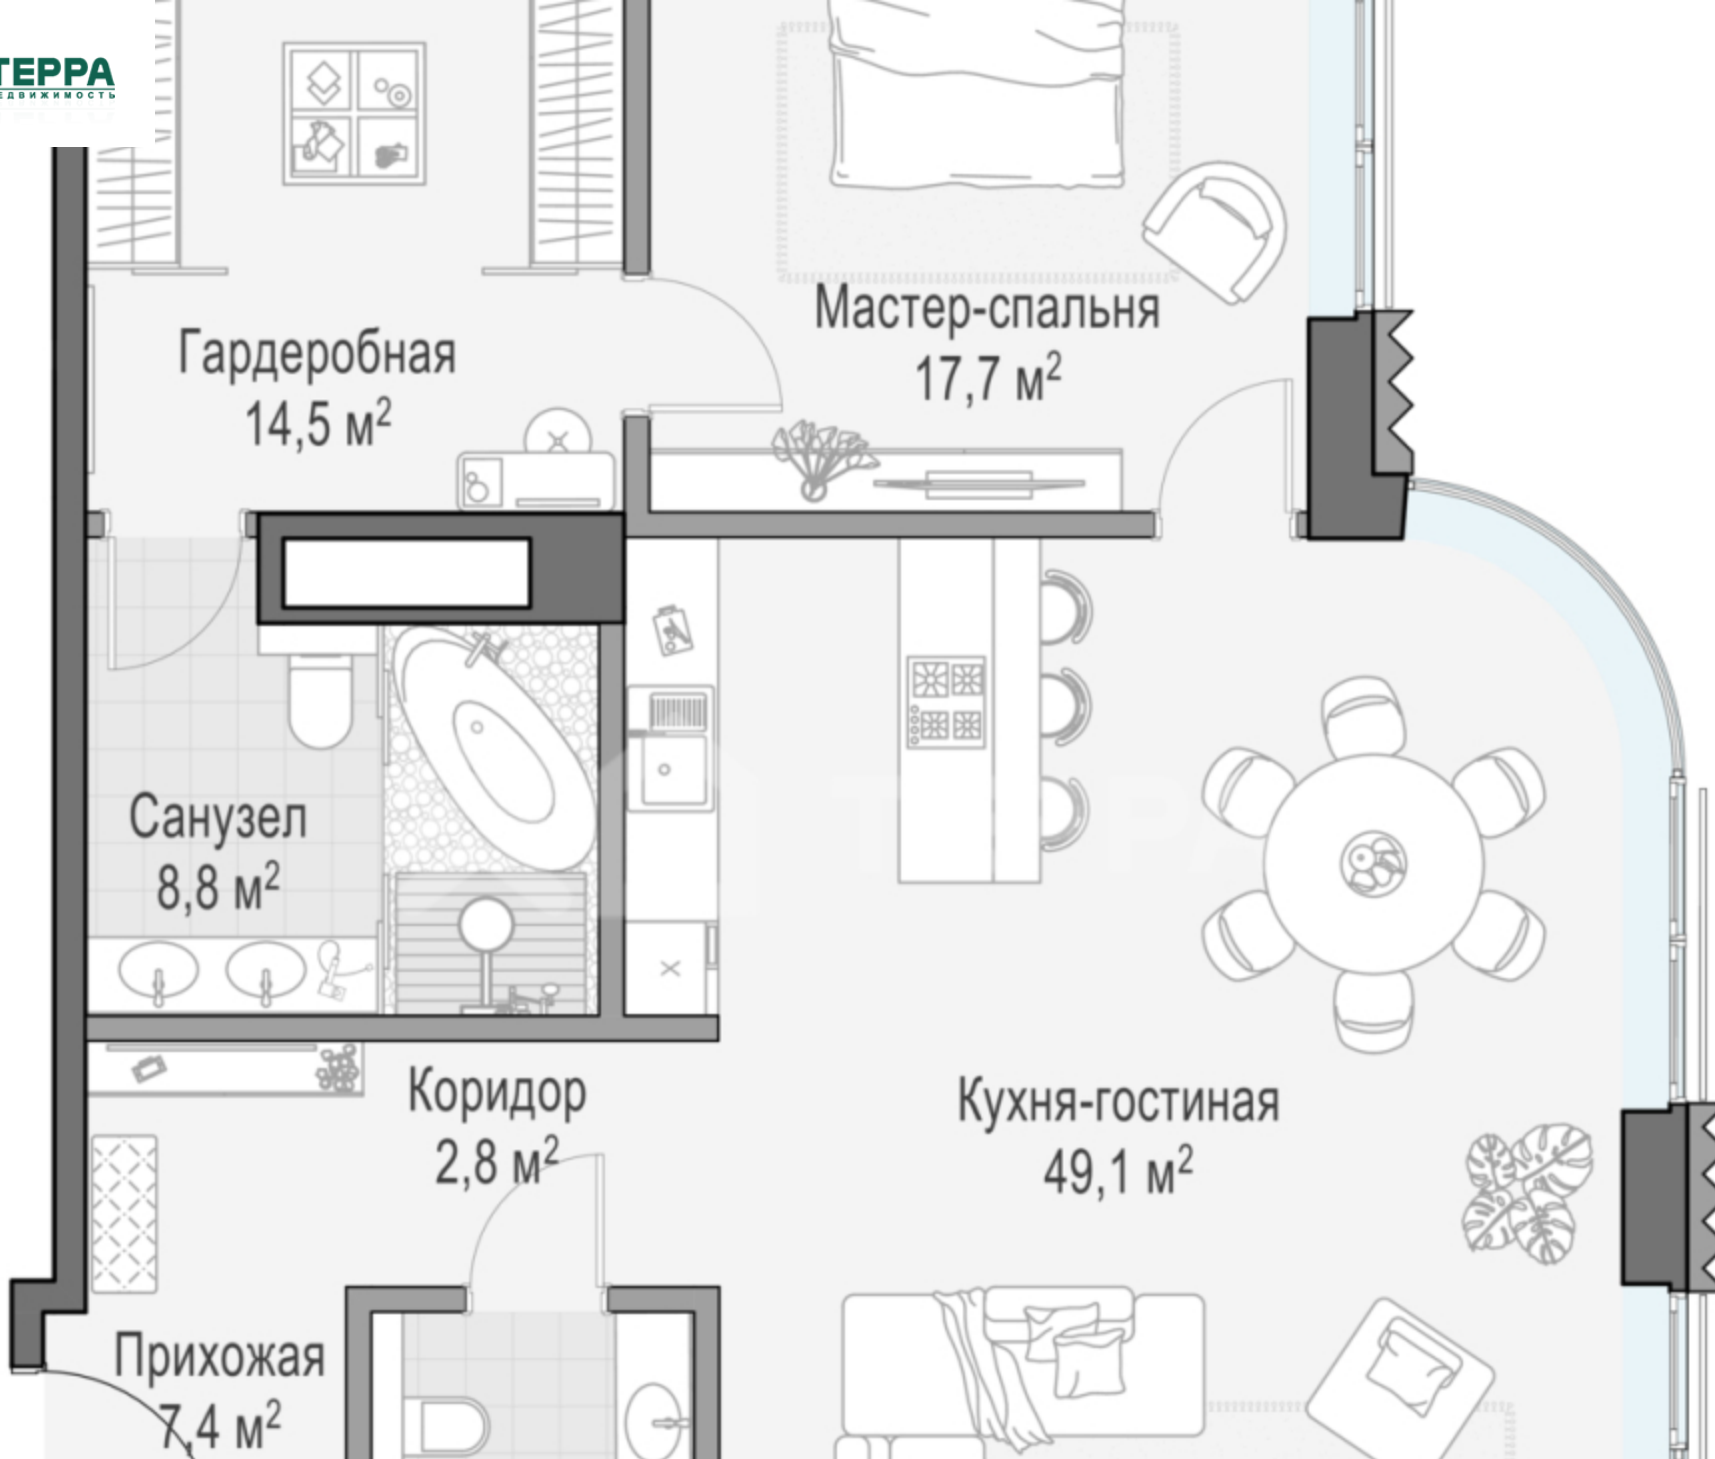 ТЕРРА
ЕДВИЖИМОСТЬ
Мастер-спальня
17,7 м²
Гардеробная
14,5 м²
Санузел
8,8 м²
Коридор
2,8 м²
Кухня-гостиная
49,1 м²
Прихожая
7,4 м²